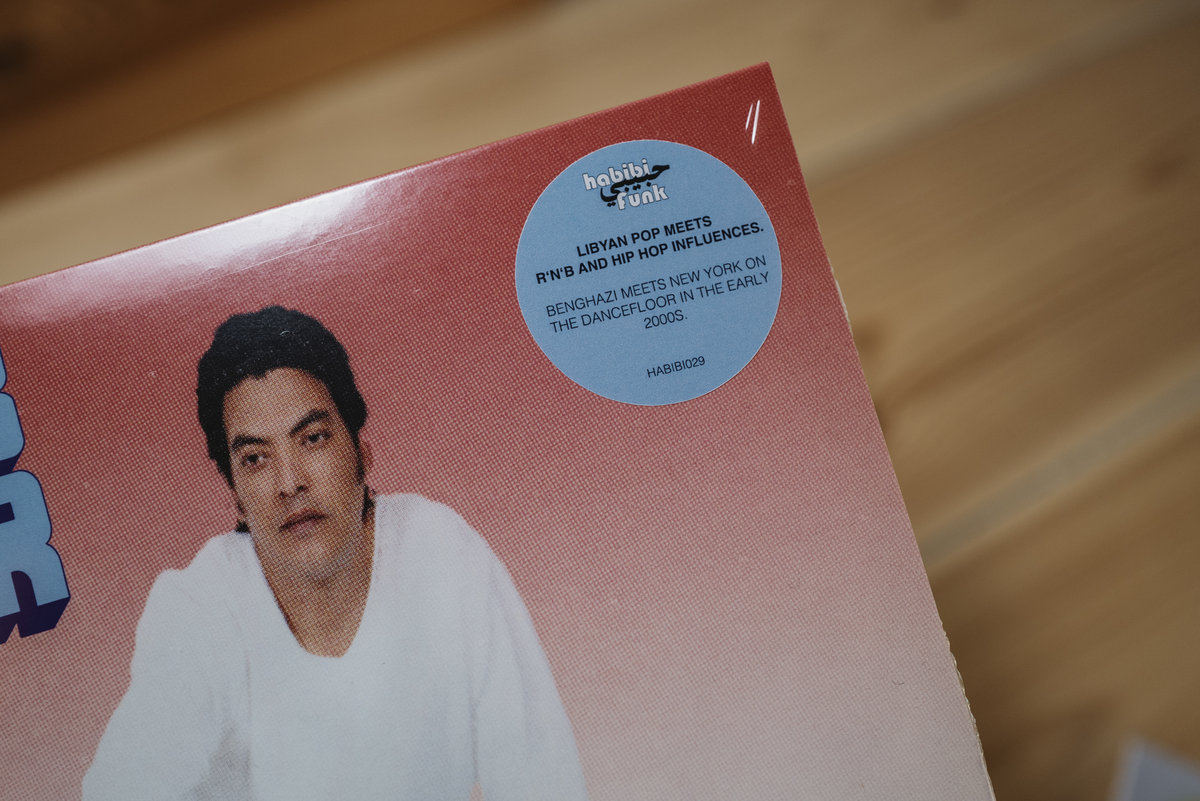 habibi
حبيبي
funk
LIBYAN POP MEETS
R'N'B AND HIP HOP INFLUENCES.
BENGHAZI MEETS NEW YORK ON
THE DANCEFLOOR IN THE EARLY
2000S.
HABIBI029
R